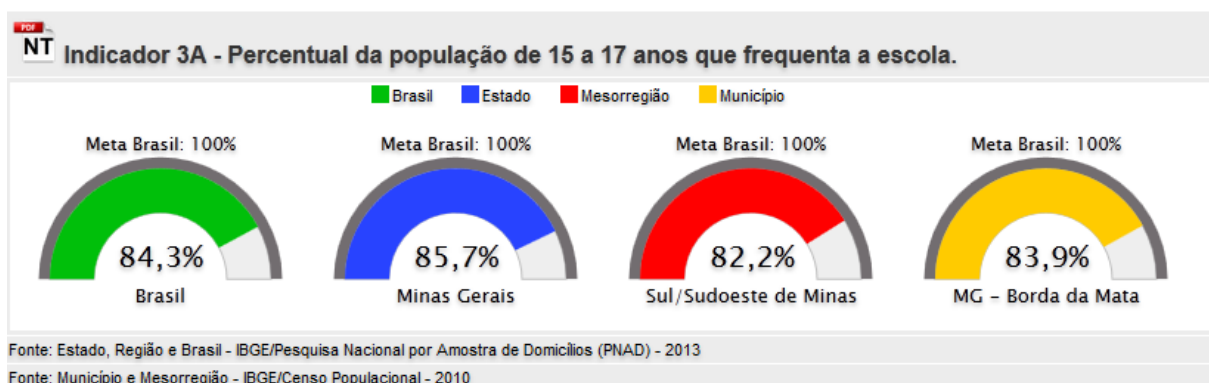 PDF
NT Indicador 3A - Percentual da população de 15 a 17 anos que frequenta a escola.
Brasil Estado Mesorregião Município
Meta Brasil: 100% Meta Brasil: 100% Meta Brasil: 100% Meta Brasil: 100%
84,3% 85,7% 82,2% 83,9%
Brasil Minas Gerais Sul/Sudoeste de Minas MG - Borda da Mata
Fonte: Estado, Região e Brasil - IBGE/Pesquisa Nacional por Amostra de Domicílios (PNAD) - 2013
Fonte: Município e Mesorregião - IBGE/Censo Populacional - 2010